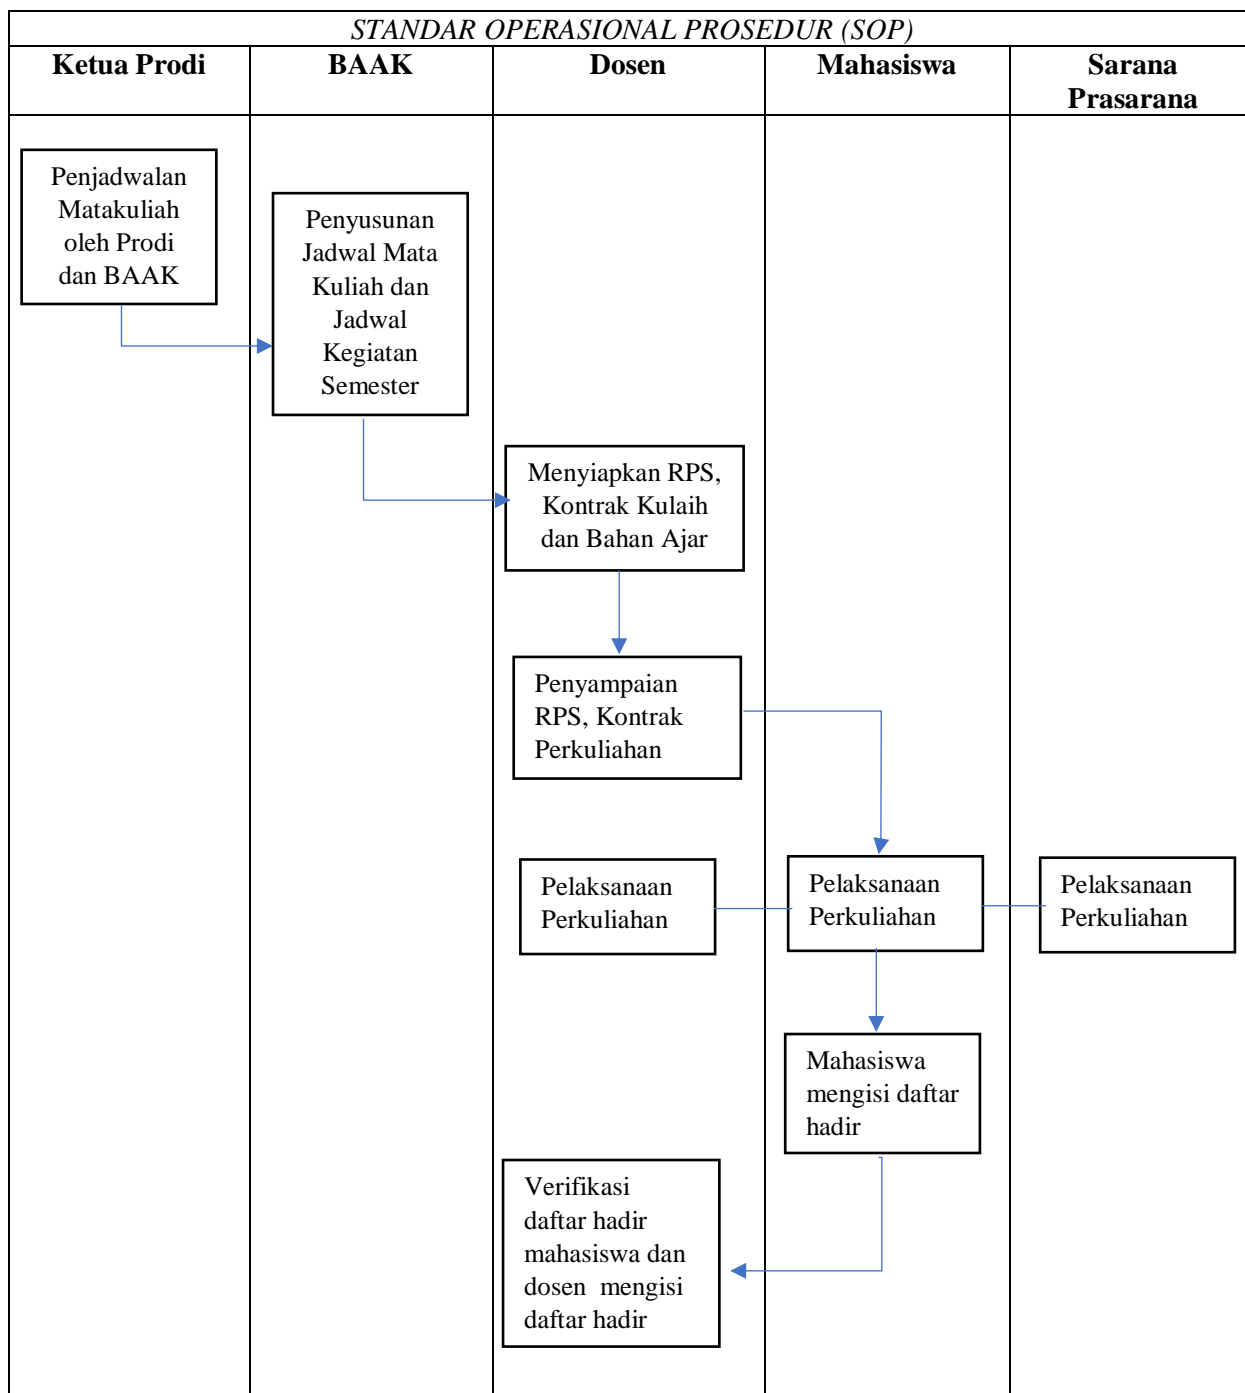 STANDAR OPERASIONAL PROSEDUR (SOP)
Ketua Prodi
BAAK
Dosen
Mahasiswa
Sarana
Prasarana
Penjadwalan
Matakuliah
oleh Prodi
dan BAAK
Penyusunan
Jadwal Mata
Kuliah dan
Jadwal
Kegiatan
Semester
Menyiapkan RPS,
Kontrak Kulaih
dan Bahan Ajar
Penyampaian
RPS, Kontrak
Perkuliahan
Pelaksanaan
Perkuliahan
Pelaksanaan
Perkuliahan
Pelaksanaan
Perkuliahan
Mahasiswa
mengisi daftar
hadir
Verifikasi
daftar hadir
mahasiswa dan
dosen  mengisi
daftar hadir